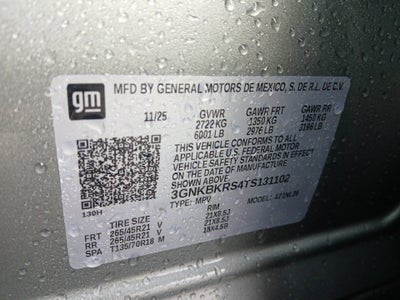 gm
MFD BY GENERAL MOTORS DE MEXICO, S. DE R.L. DE C.V.
11/25 GVWR GAWR FRT GAWR RR
2722 KG 1350 KG 1450 KG
6001 LB 2976 LB 3196 LB
THIS VEHICLE CONFORMS TO ALL
APPLICABLE U.S. FEDERAL MOTOR
VEHICLE SAFETY STANDARDS IN
EFFECT ON THE DATE OF
MANUFACTURE SHOWN ABOVE.
3GNKBKRS4TS131102
TYPE: MPV MODEL:
130H
RIM
FRT 265/45R21 V 21X8.5J
RR 265/45R21 V 21X8.5J
SPA T135/70R18 M 18X4.5B